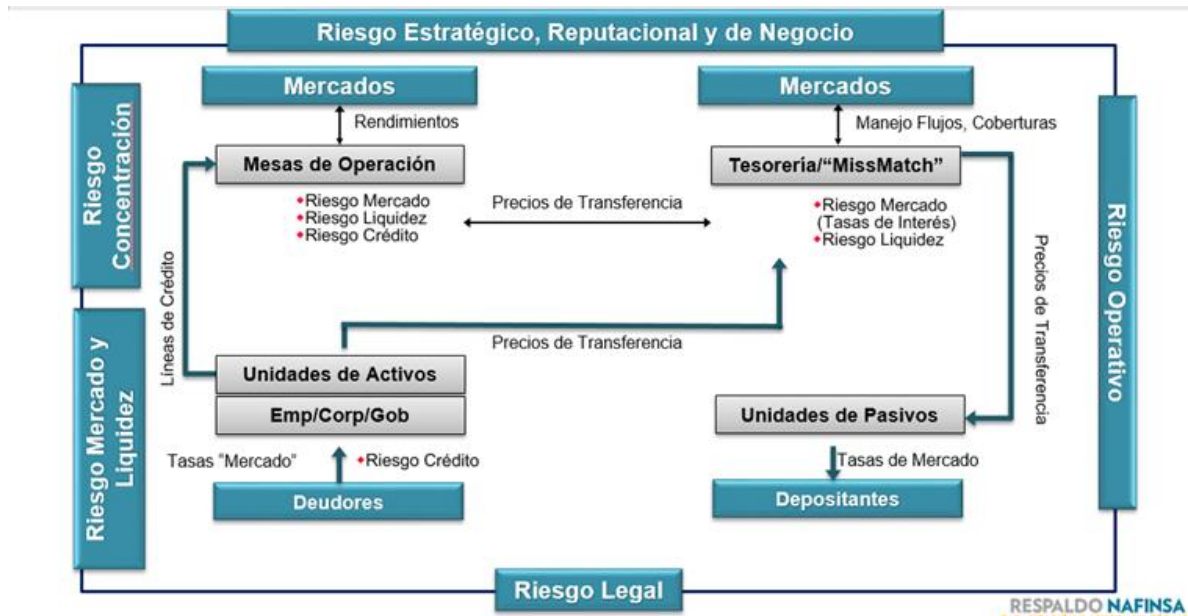 Riesgo Estratégico, Reputacional y de Negocio
Mercados
Mercados
Rendimientos
Manejo Flujos, Coberturas
Mesas de Operación
Tesorería/“MissMatch”
Riesgo Mercado
Riesgo Liquidez
Riesgo Crédito
Precios de Transferencia
Riesgo Mercado
(Tasas de Interés)
Riesgo Liquidez
Riesgo
Concentración
Líneas de Crédito
Precios de Transferencia
Riesgo Operativo
Precios de Transferencia
Riesgo Mercado y
Liquidez
Unidades de Activos
Emp/Corp/Gob
Unidades de Pasivos
Tasas “Mercado”
Riesgo Crédito
Tasas de Mercado
Deudores
Depositantes
Riesgo Legal
RESPALDO NAFINSA